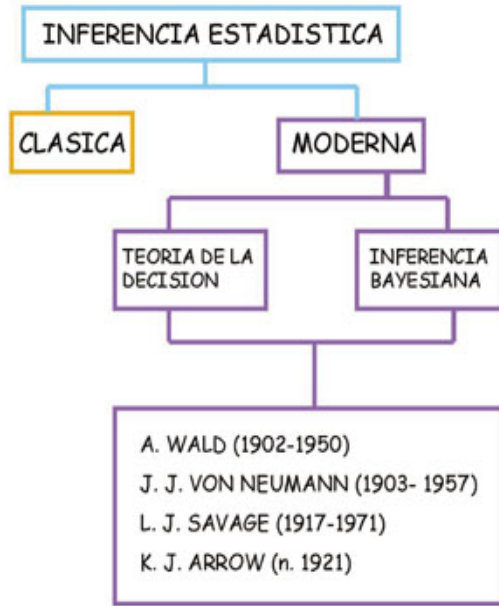 INFERENCIA ESTADISTICA
CLASICA
MODERNA
TEORIA DE LA
DECISION
INFERENCIA
BAYESIANA
A. WALD (1902-1950)
J. J. VON NEUMANN (1903- 1957)
L. J. SAVAGE (1917-1971)
K. J. ARROW (n. 1921)